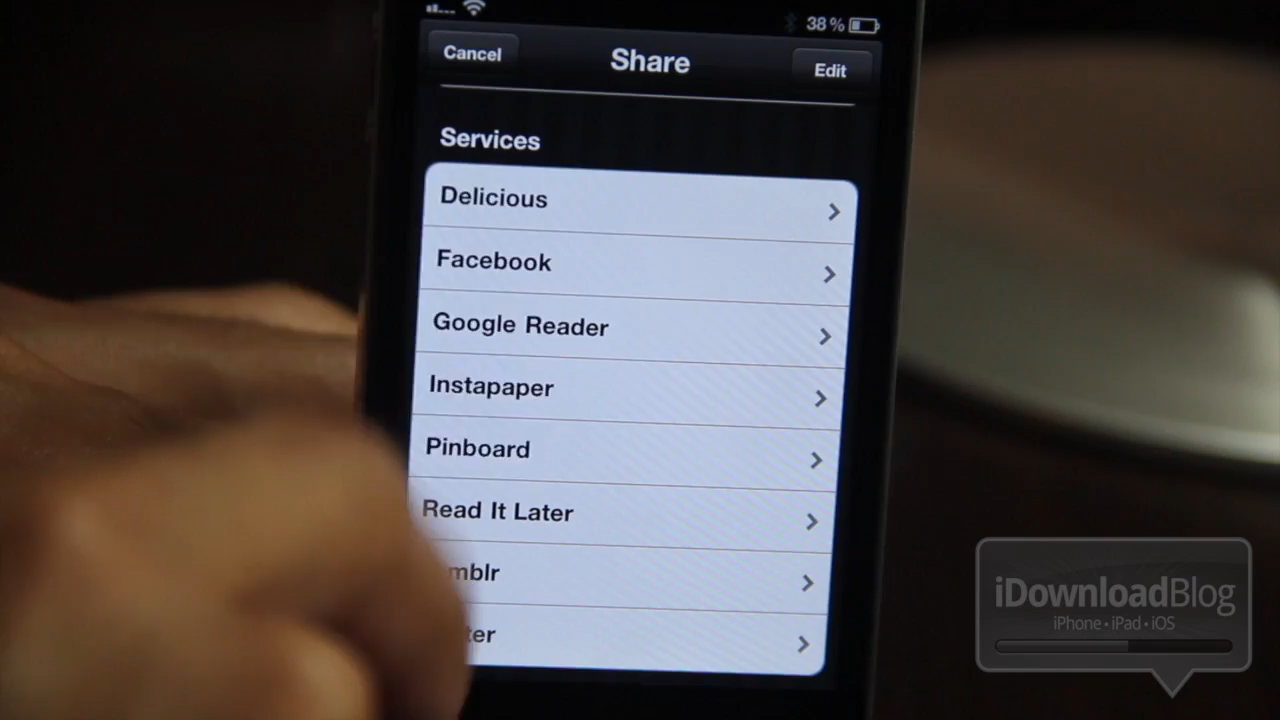 38 %
Cancel
Share
Edit
Services
Delicious
Facebook
Google Reader
Instapaper
Pinboard
Read It Later
mblr
ter
iDownloadBlog
iPhone • iPad • iOS